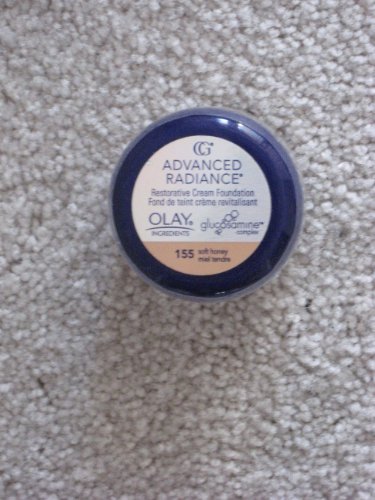 CG
ADVANCED
RADIANCE®
Restorative Cream Foundation
Fond de teint crème revitalisant
OLAY® glucosamine™
INGREDIENTS complex
155 soft honey
miel tendre